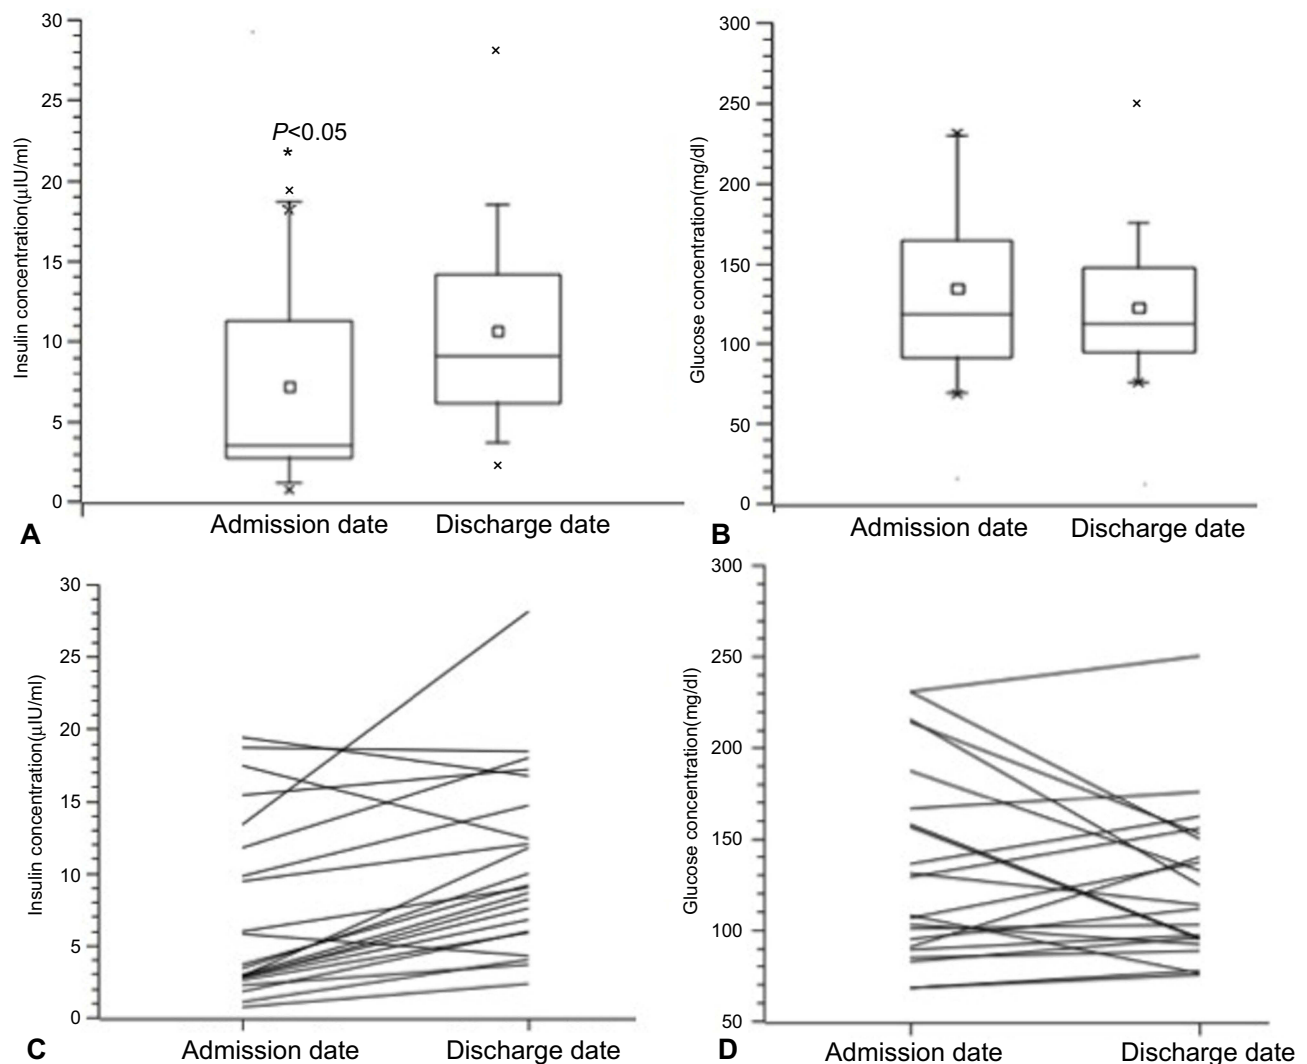 30
25
20
15
10
5
0
Insulin concentration(μIU/ml)
P<0.05
*
Admission date
Discharge date
A
300
250
200
150
100
50
0
Glucose concentration(mg/dl)
Admission date
Discharge date
B
30
25
20
15
10
5
0
Insulin concentration(μIU/ml)
Admission date
Discharge date
C
300
250
200
150
100
50
Glucose concentration(mg/dl)
Admission date
Discharge date
D